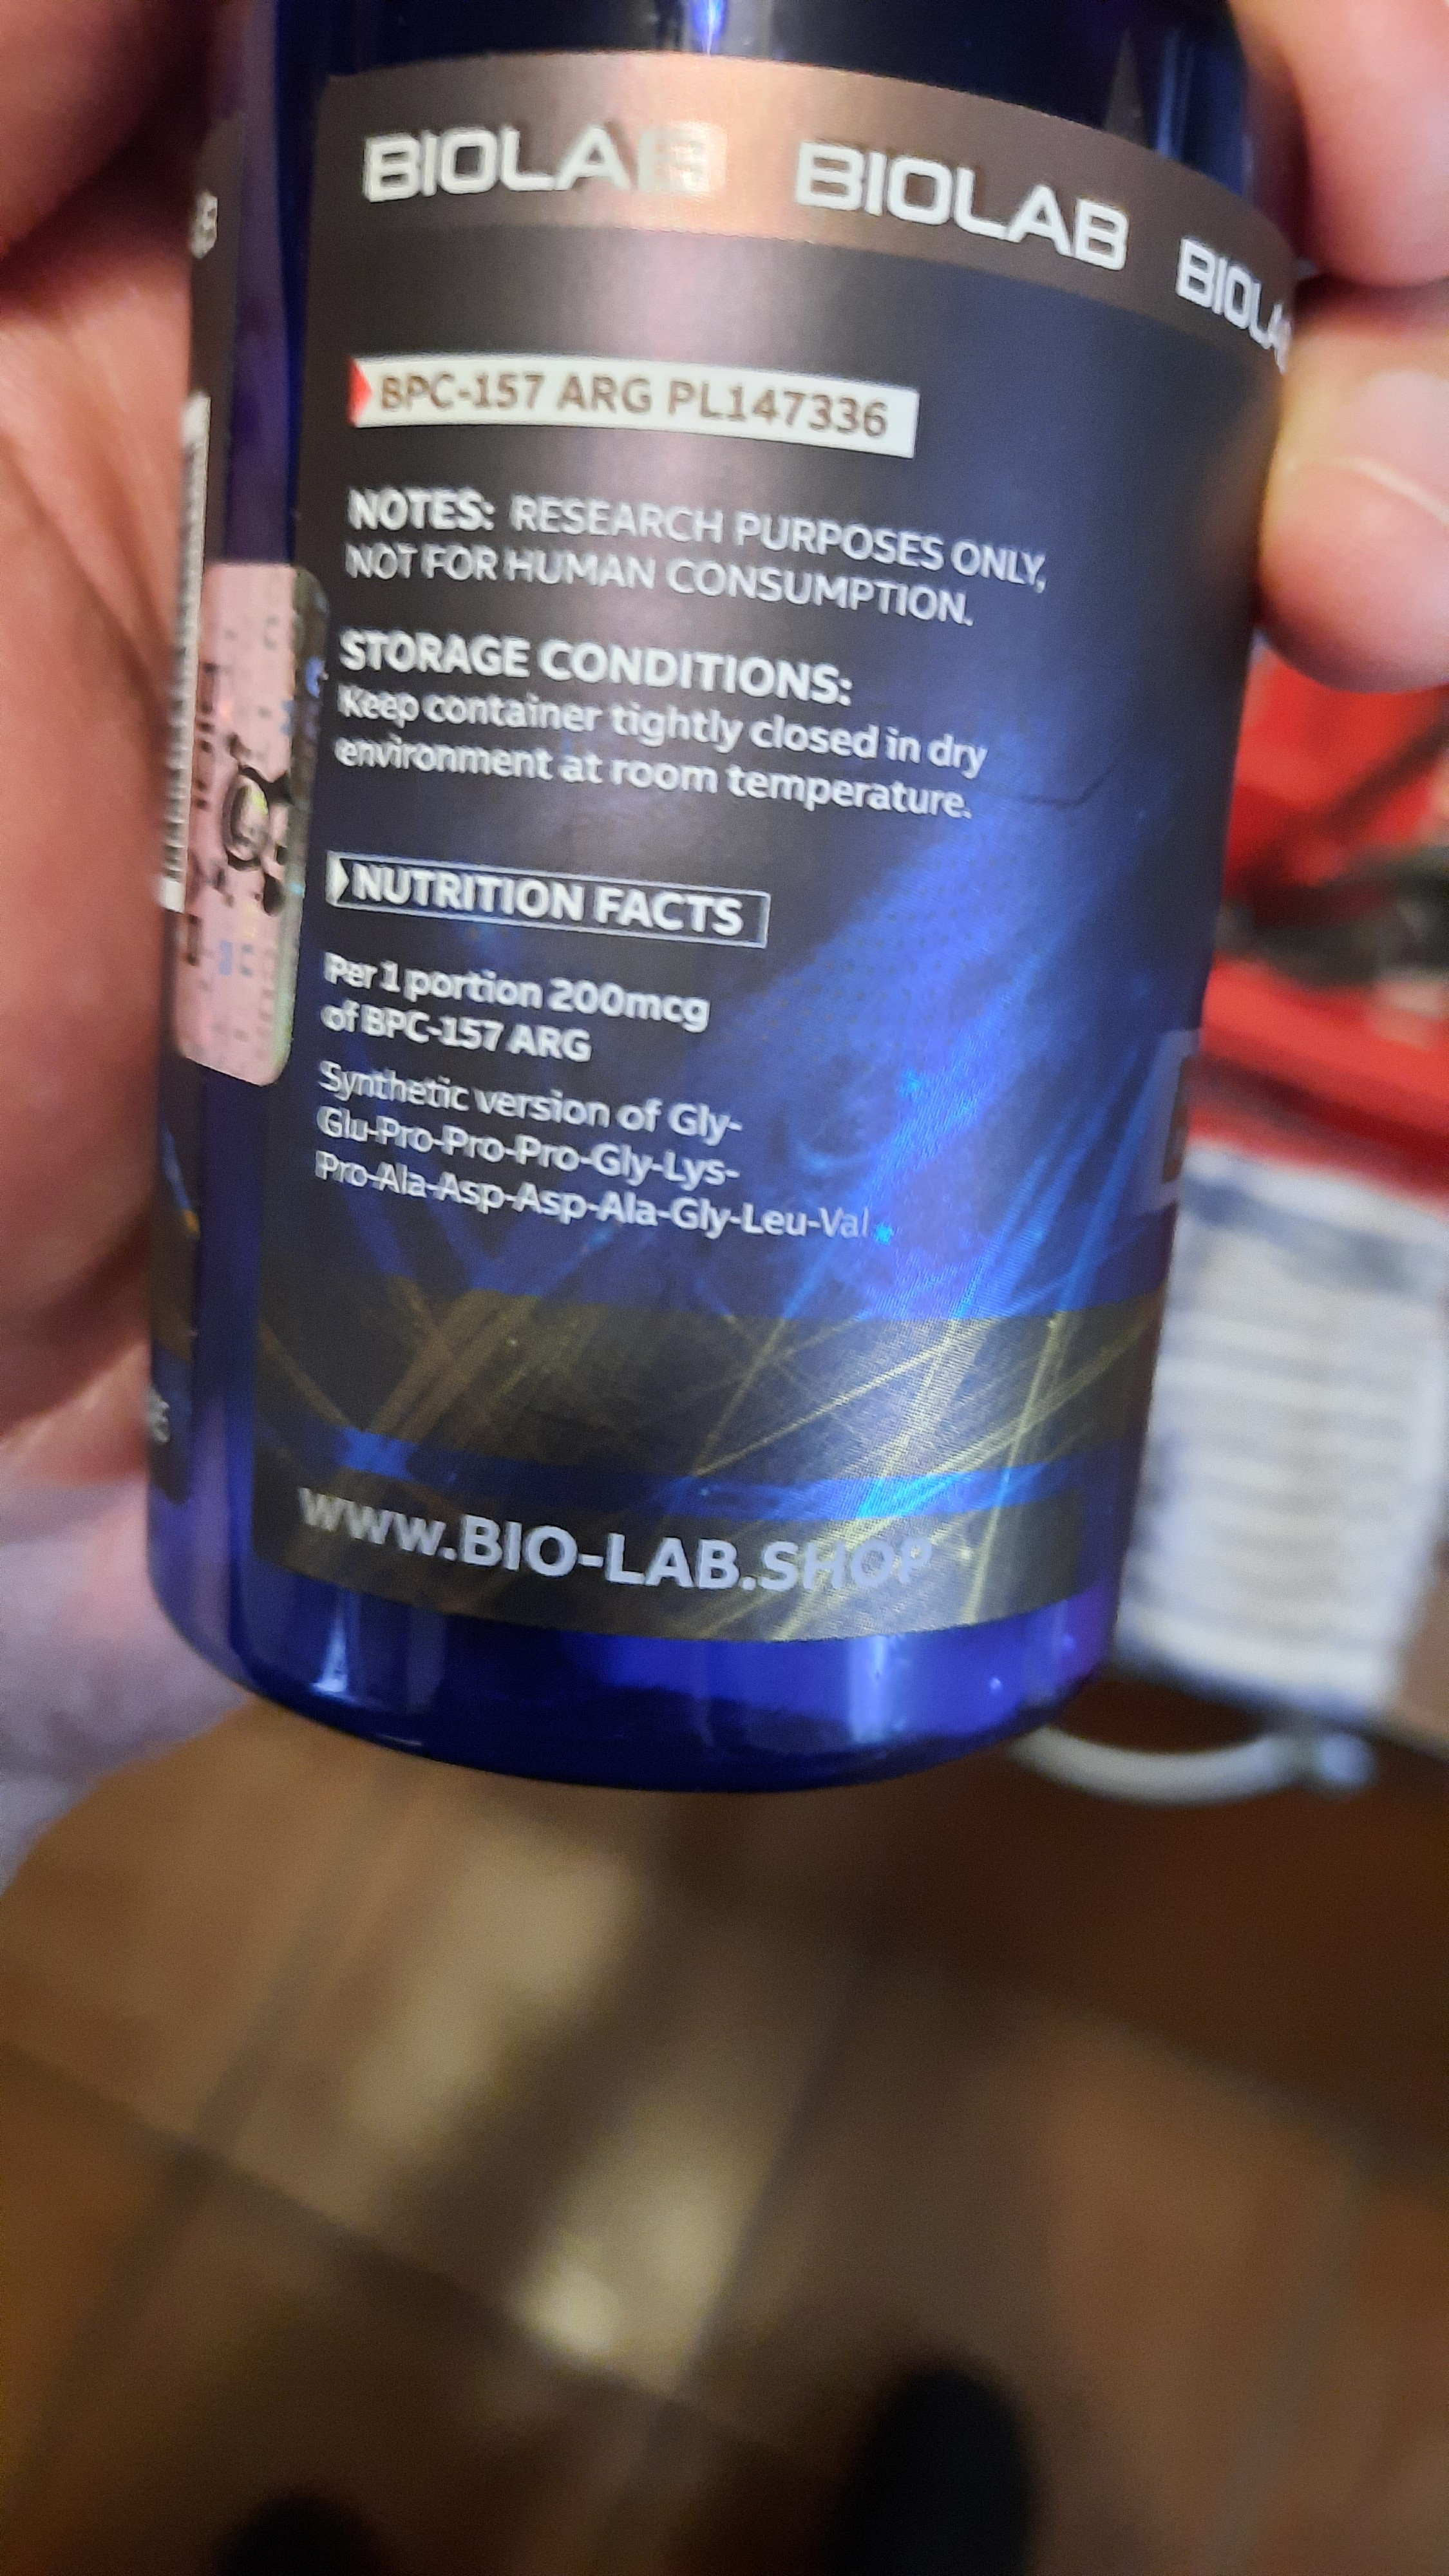 BIOLAB BIOLAB BIOLA
BPC-157 ARG PL147336
NOTES: RESEARCH PURPOSES ONLY,
NOT FOR HUMAN CONSUMPTION.
STORAGE CONDITIONS:
Keep container tightly closed in dry
environment at room temperature.
NUTRITION FACTS
Per 1 portion 200mcg
of BPC-157 ARG
Synthetic version of Gly-
Glu-Pro-Pro-Pro-Gly-Lys-
Pro-Ala-Asp-Asp-Ala-Gly-Leu-Val.
www.BIO-LAB.SHOP